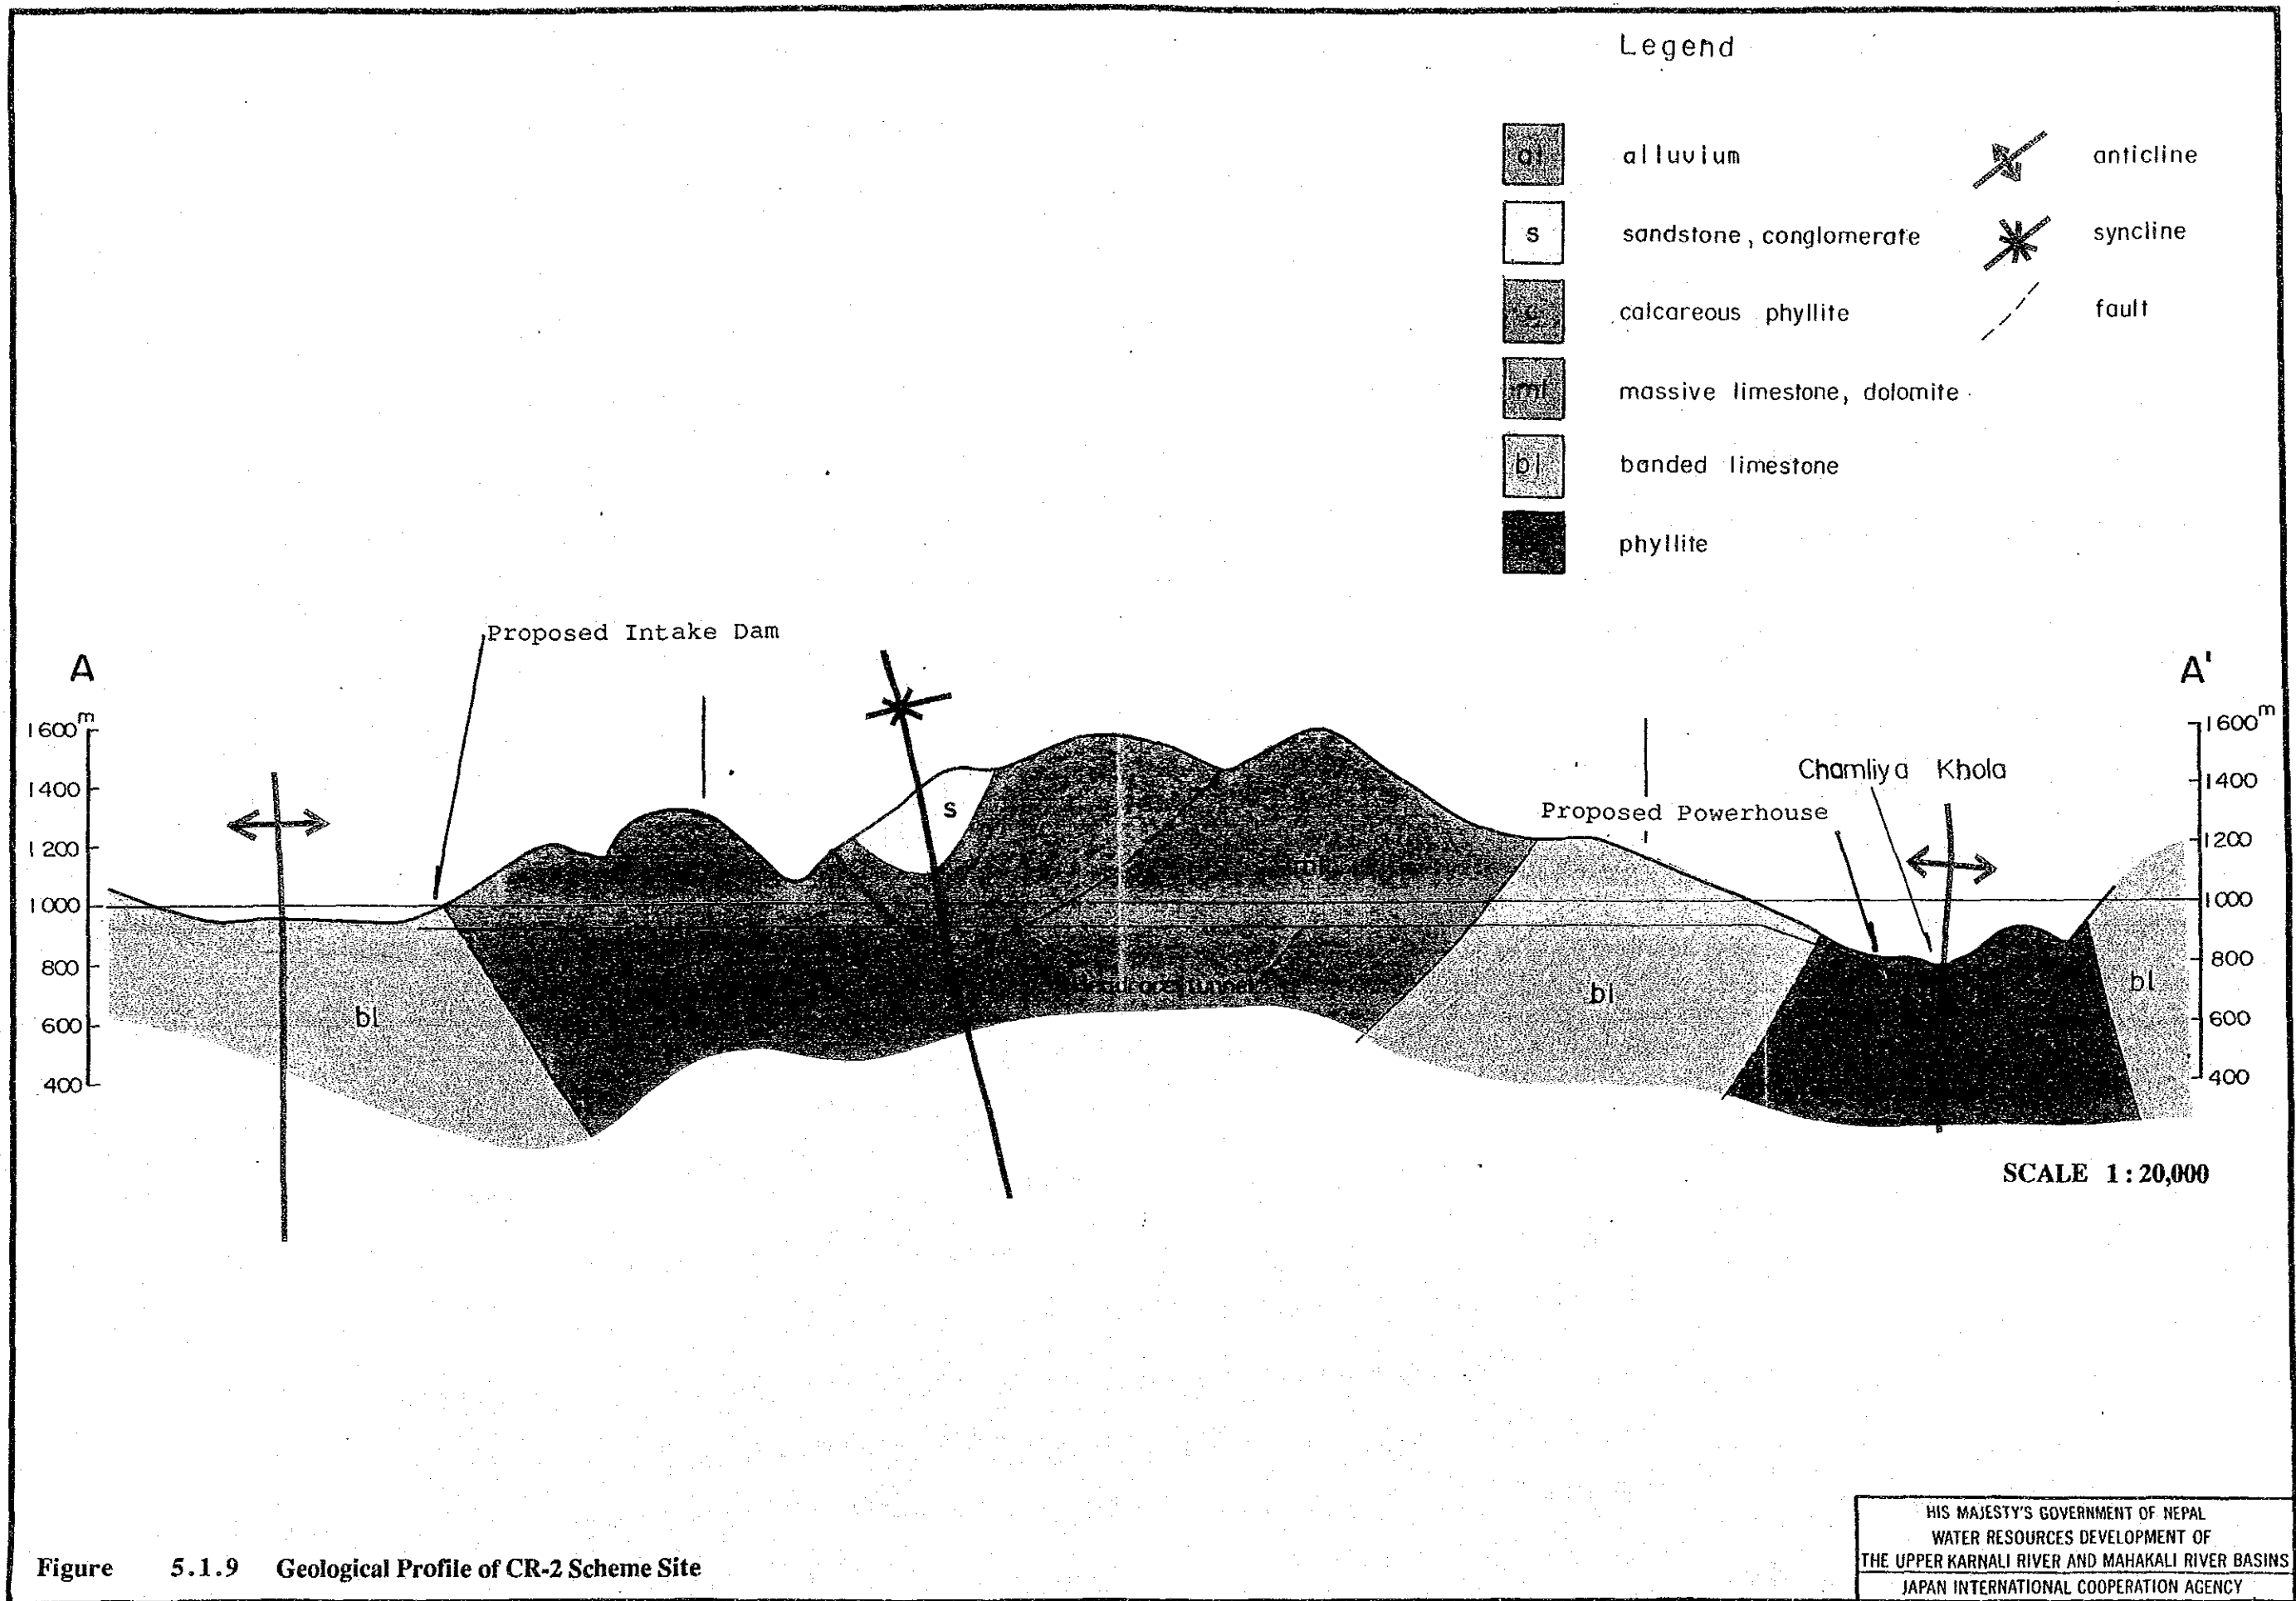 Legend
al alluvium
anticline
s sandstone, conglomerate
syncline
c calcareous phyllite
fault
ml massive limestone, dolomite
bl banded limestone
phyllite
Proposed Intake Dam
A
A'
1600m
1400
1200
1000
800
600
400
1600m
1400
1200
1000
800
600
400
s
Chamliya Khola
Proposed Powerhouse
bl
bl
bl
Headrace tunnel
SCALE 1 : 20,000
Figure 5.1.9 Geological Profile of CR-2 Scheme Site
HIS MAJESTY'S GOVERNMENT OF NEPAL
WATER RESOURCES DEVELOPMENT OF
THE UPPER KARNALI RIVER AND MAHAKALI RIVER BASINS
JAPAN INTERNATIONAL COOPERATION AGENCY